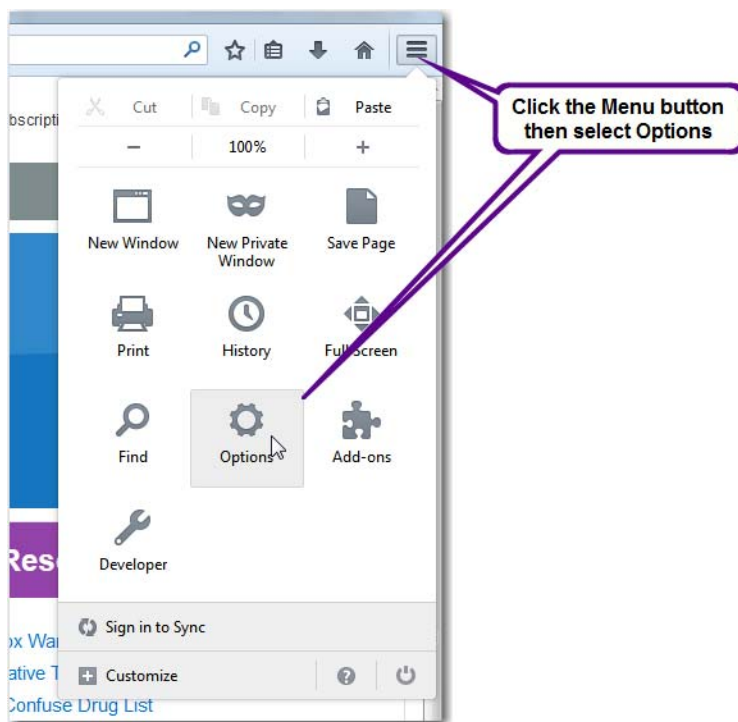 Click the Menu button
then select Options
bscripti
Cut Copy Paste
− 100% +
New Window New Private
Window Save Page
Print History Full Screen
Find Options Add-ons
Developer
Res
Sign in to Sync
ox War
Customize
ative T
Confuse Drug List